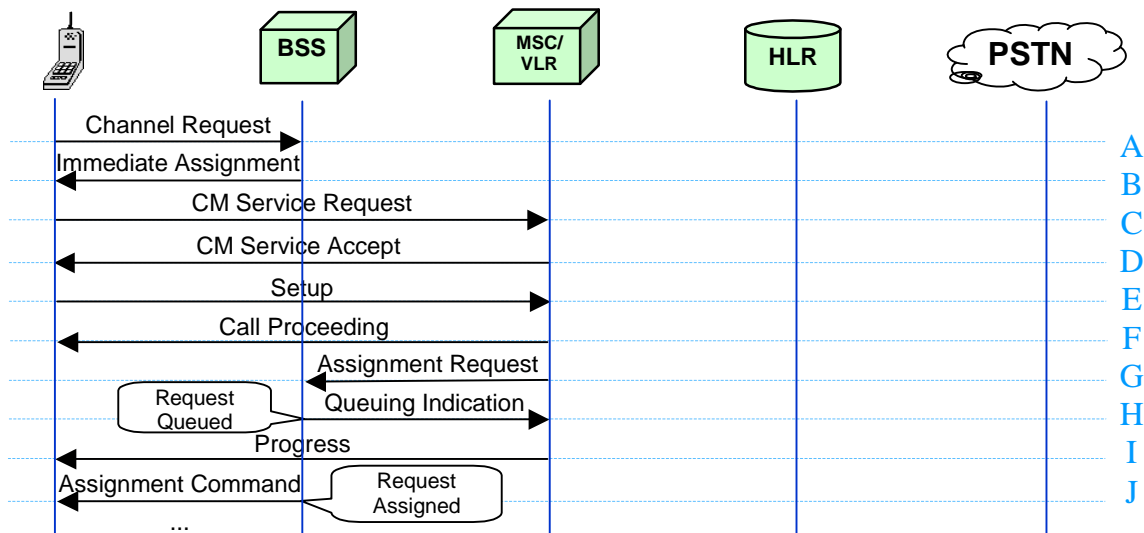 BSS
MSC/
VLR
HLR
PSTN
Channel Request
A
Immediate Assignment
B
CM Service Request
C
CM Service Accept
D
Setup
E
Call Proceeding
F
Assignment Request
G
Request
Queued
Queuing Indication
H
Progress
I
Assignment Command
Request
Assigned
J
...